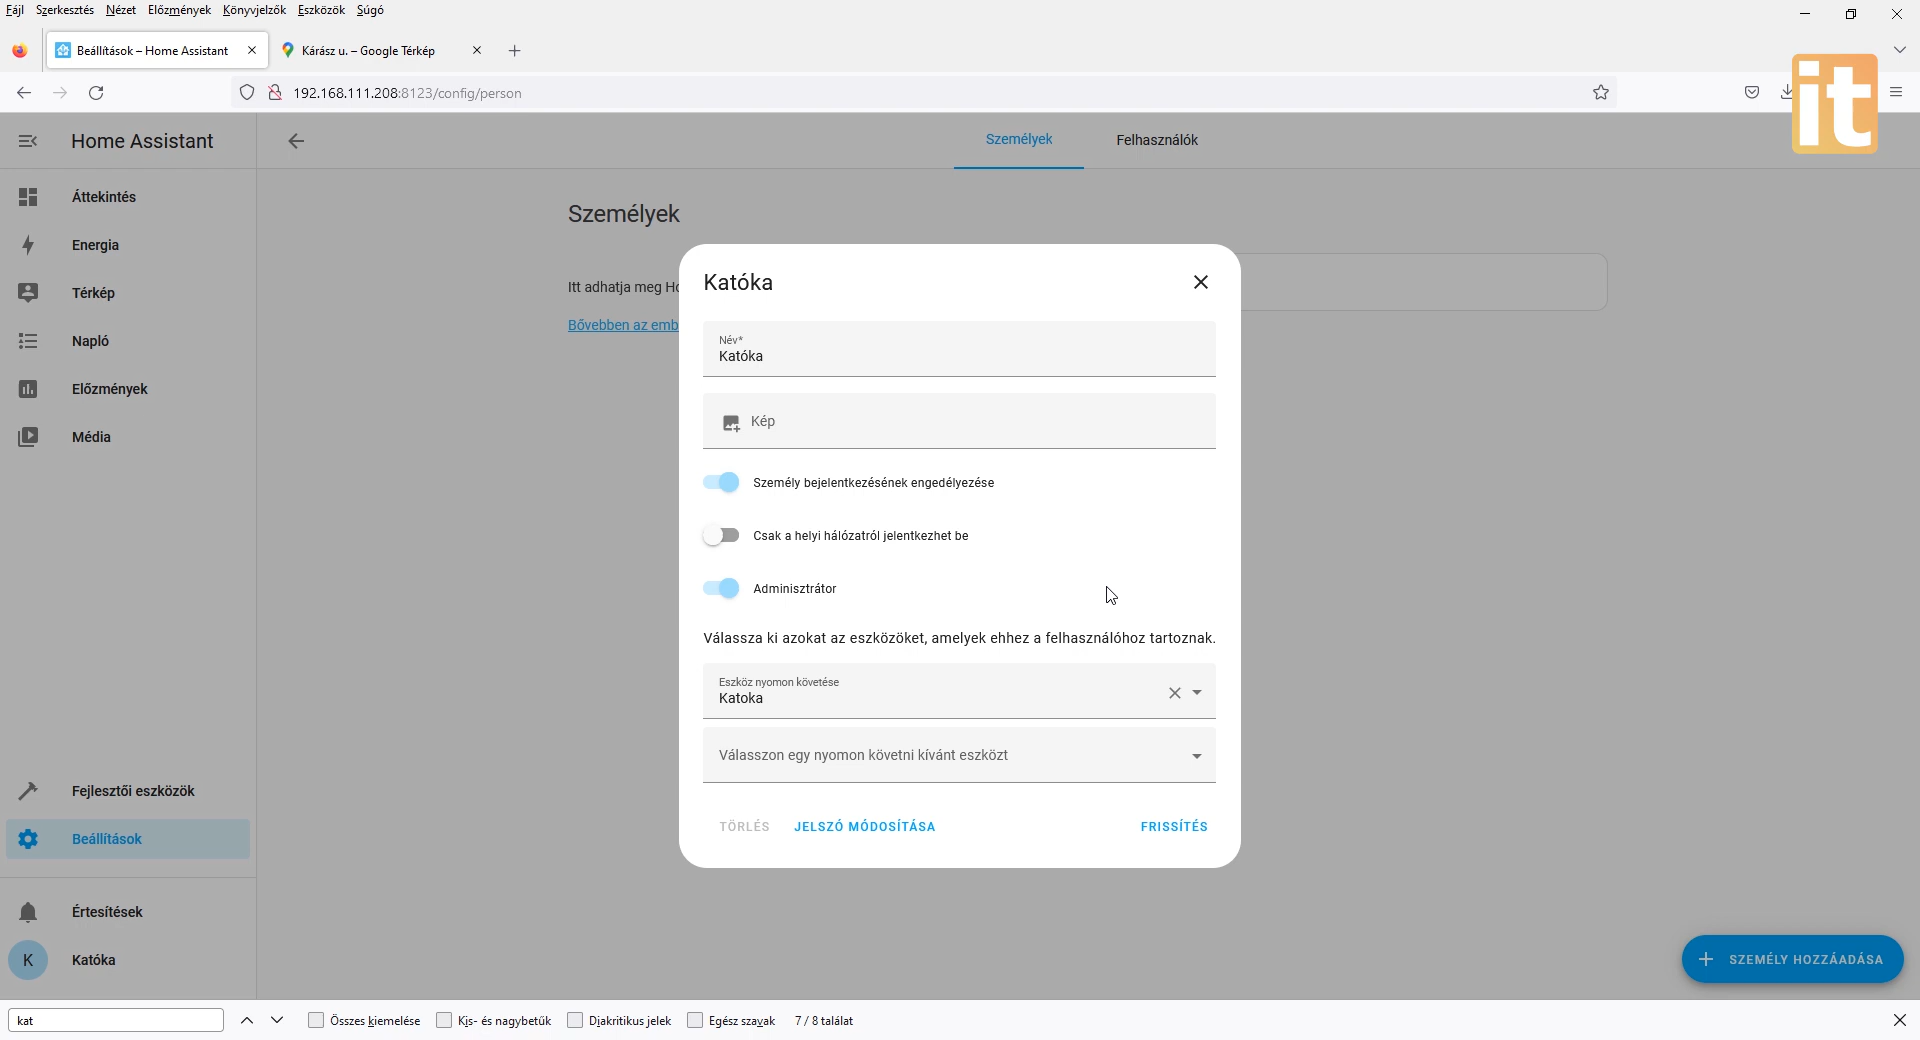 Fájl Szerkesztés Nézet Előzmények Könyvjelzők Eszközök Súgó
Beállítások – Home Assistant
Kárász u. – Google Térkép
192.168.111.208:8123/config/person
it
Home Assistant
Személyek
Felhasználók
Áttekintés
Energia
Térkép
Napló
Előzmények
Média
Fejlesztői eszközök
Beállítások
Értesítések
K
Katóka
Személyek
Itt adhatja meg Ho
Bővebben az emb
Katóka
Név*
Katóka
Kép
Személy bejelentkezésének engedélyezése
Csak a helyi hálózatról jelentkezhet be
Adminisztrátor
Válassza ki azokat az eszközöket, amelyek ehhez a felhasználóhoz tartoznak.
Eszköz nyomon követése
Katoka
Válasszon egy nyomon követni kívánt eszközt
TÖRLÉS
JELSZÓ MÓDOSÍTÁSA
FRISSÍTÉS
SZEMÉLY HOZZÁADÁSA
kat
Összes kiemelése
Kis- és nagybetűk
Diakritikus jelek
Egész szavak
7 / 8 találat